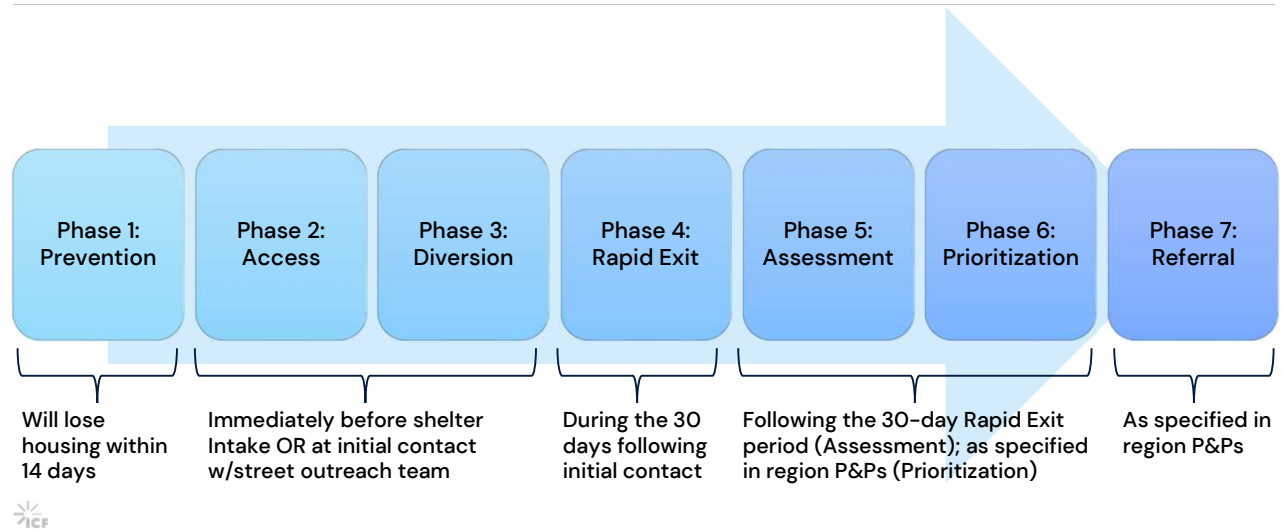 Phase 1:
Prevention
Phase 2:
Access
Phase 3:
Diversion
Phase 4:
Rapid Exit
Phase 5:
Assessment
Phase 6:
Prioritization
Phase 7:
Referral
Will lose
housing within
14 days
Immediately before shelter
Intake OR at initial contact
w/street outreach team
During the 30
days following
initial contact
Following the 30-day Rapid Exit
period (Assessment); as specified
in region P&Ps (Prioritization)
As specified in
region P&Ps
ICF